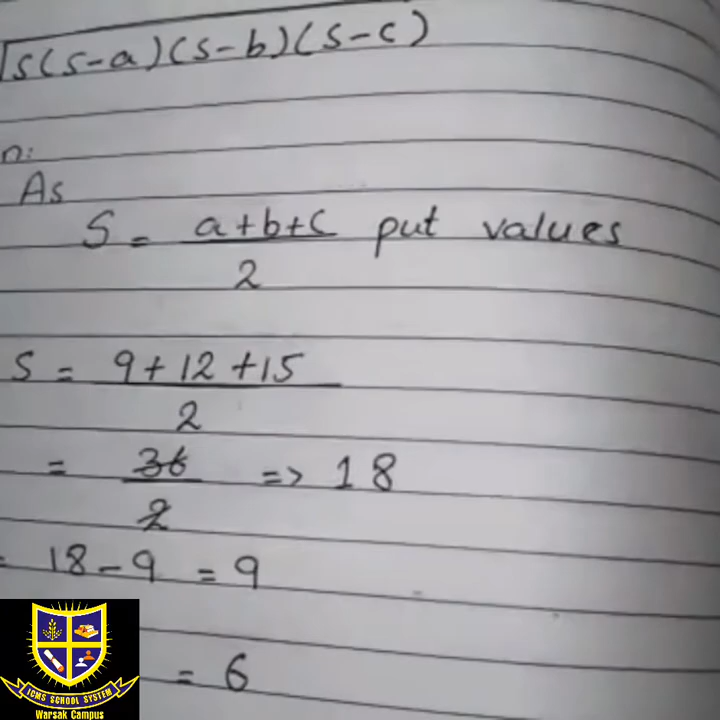 √s(s-a)(s-b)(s-c)
n:
As
S = a+b+c put values
2
S = 9+12+15
2
= 36 => 18
2
= 18-9 = 9
= 6
ICMS SCHOOL SYSTEM
Warsak Campus